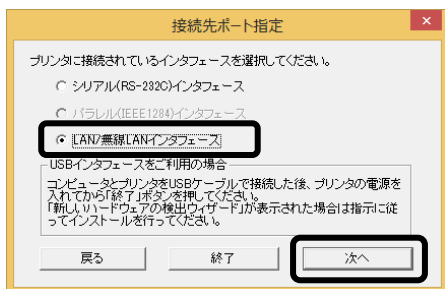 接続先ポート指定
プリンタに接続されているインタフェースを選択してください。
シリアル(RS-232C)インタフェース
パラレル(IEEE1284)インタフェース
LAN/無線LANインタフェース
USBインタフェースをご利用の場合
コンピュータとプリンタをUSBケーブルで接続した後、プリンタの電源を
入れてから「終了」ボタンを押してください。
「新しいハードウェアの検出ウィザード」が表示された場合は指示に従
ってインストールを行ってください。
戻る
終了
次へ